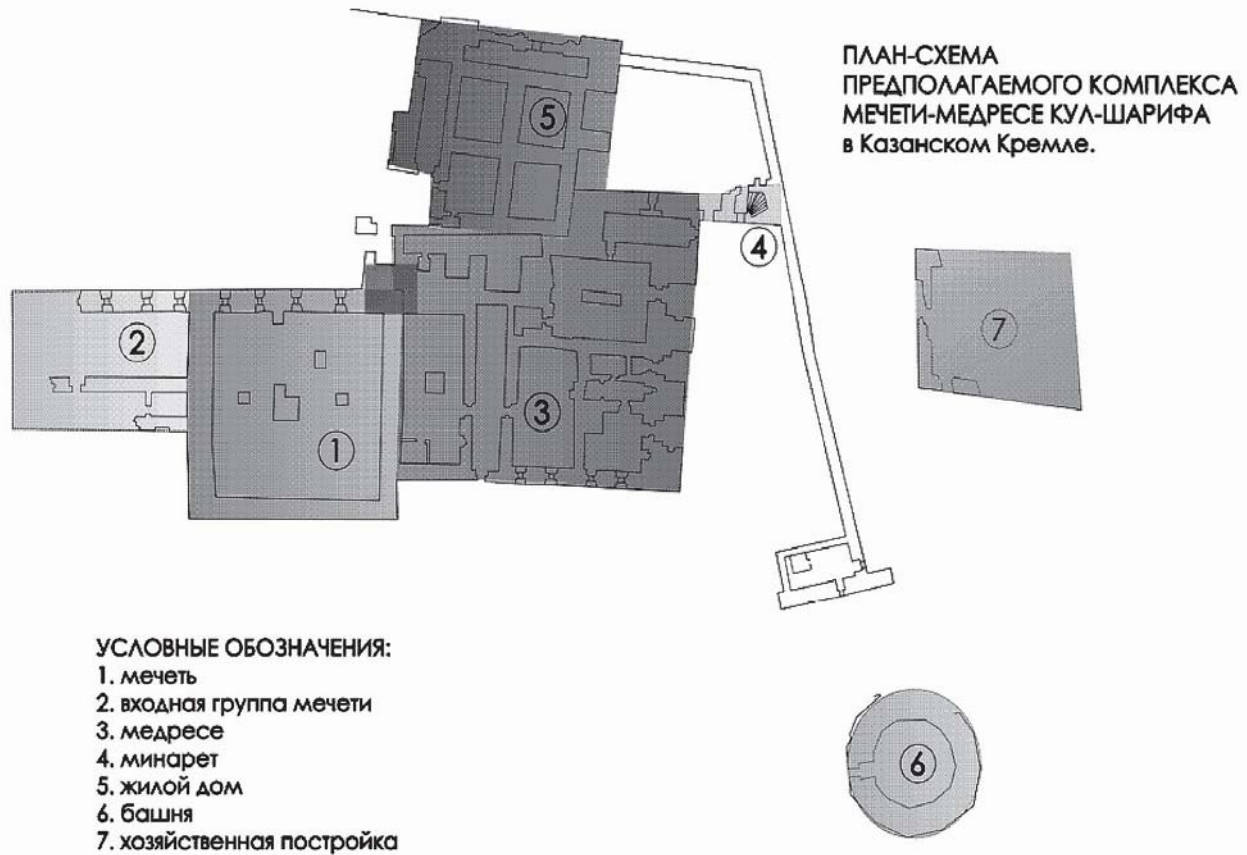 ПЛАН-СХЕМА
ПРЕДПОЛАГАЕМОГО КОМПЛЕКСА
МЕЧЕТИ-МЕДРЕСЕ КУЛ-ШАРИФА
в Казанском Кремле.
5
4
7
2
3
1
6
УСЛОВНЫЕ ОБОЗНАЧЕНИЯ:
1. мечеть
2. входная группа мечети
3. медресе
4. минарет
5. жилой дом
6. башня
7. хозяйственная постройка